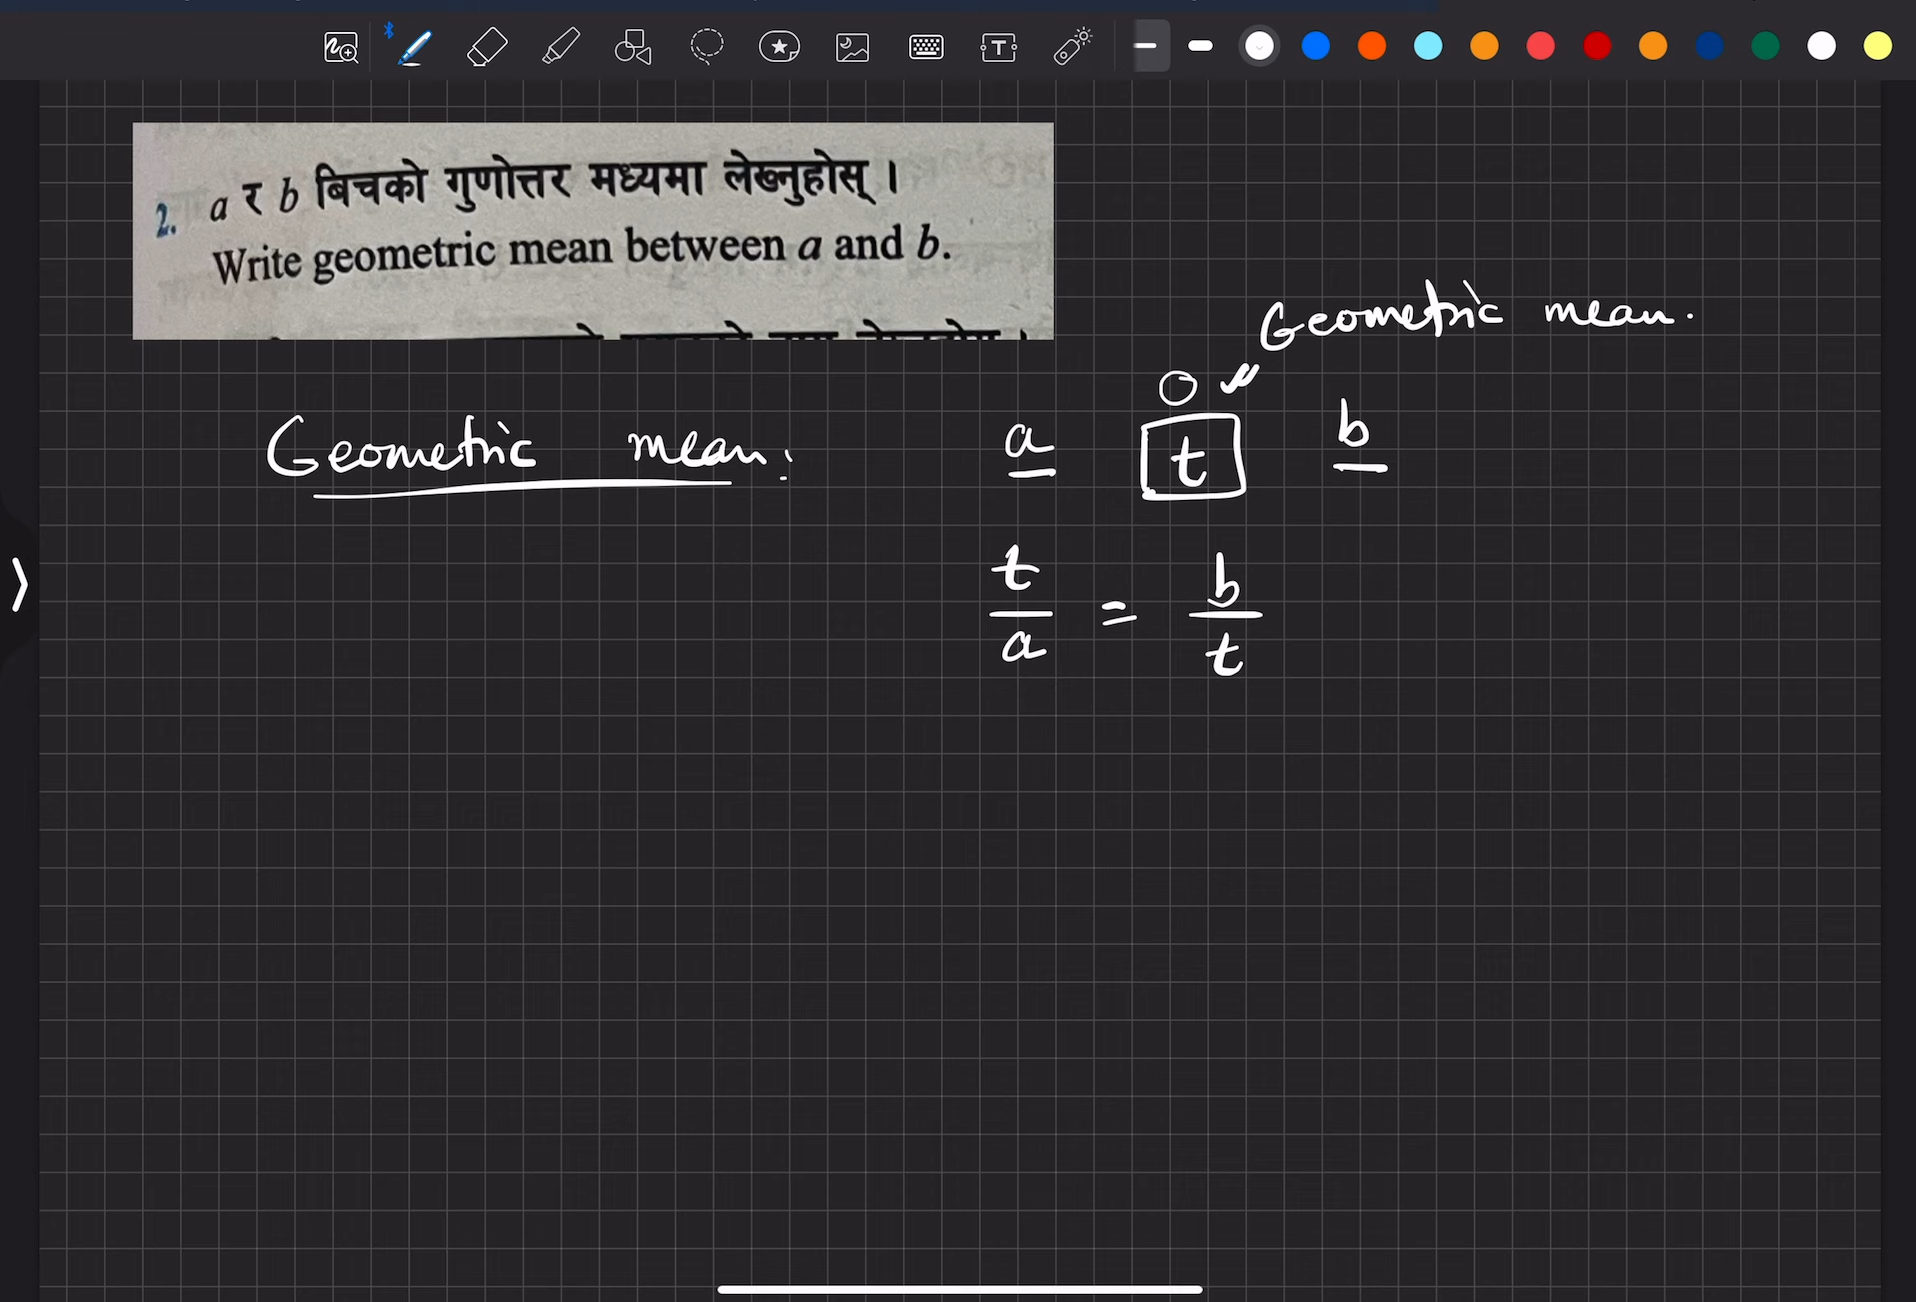 2. a र b बिचको गुणोत्तर मध्यमा लेख्नुहोस् ।
Write geometric mean between a and b.
Geometric mean.
Geometric mean:
a t b
t/a = b/t